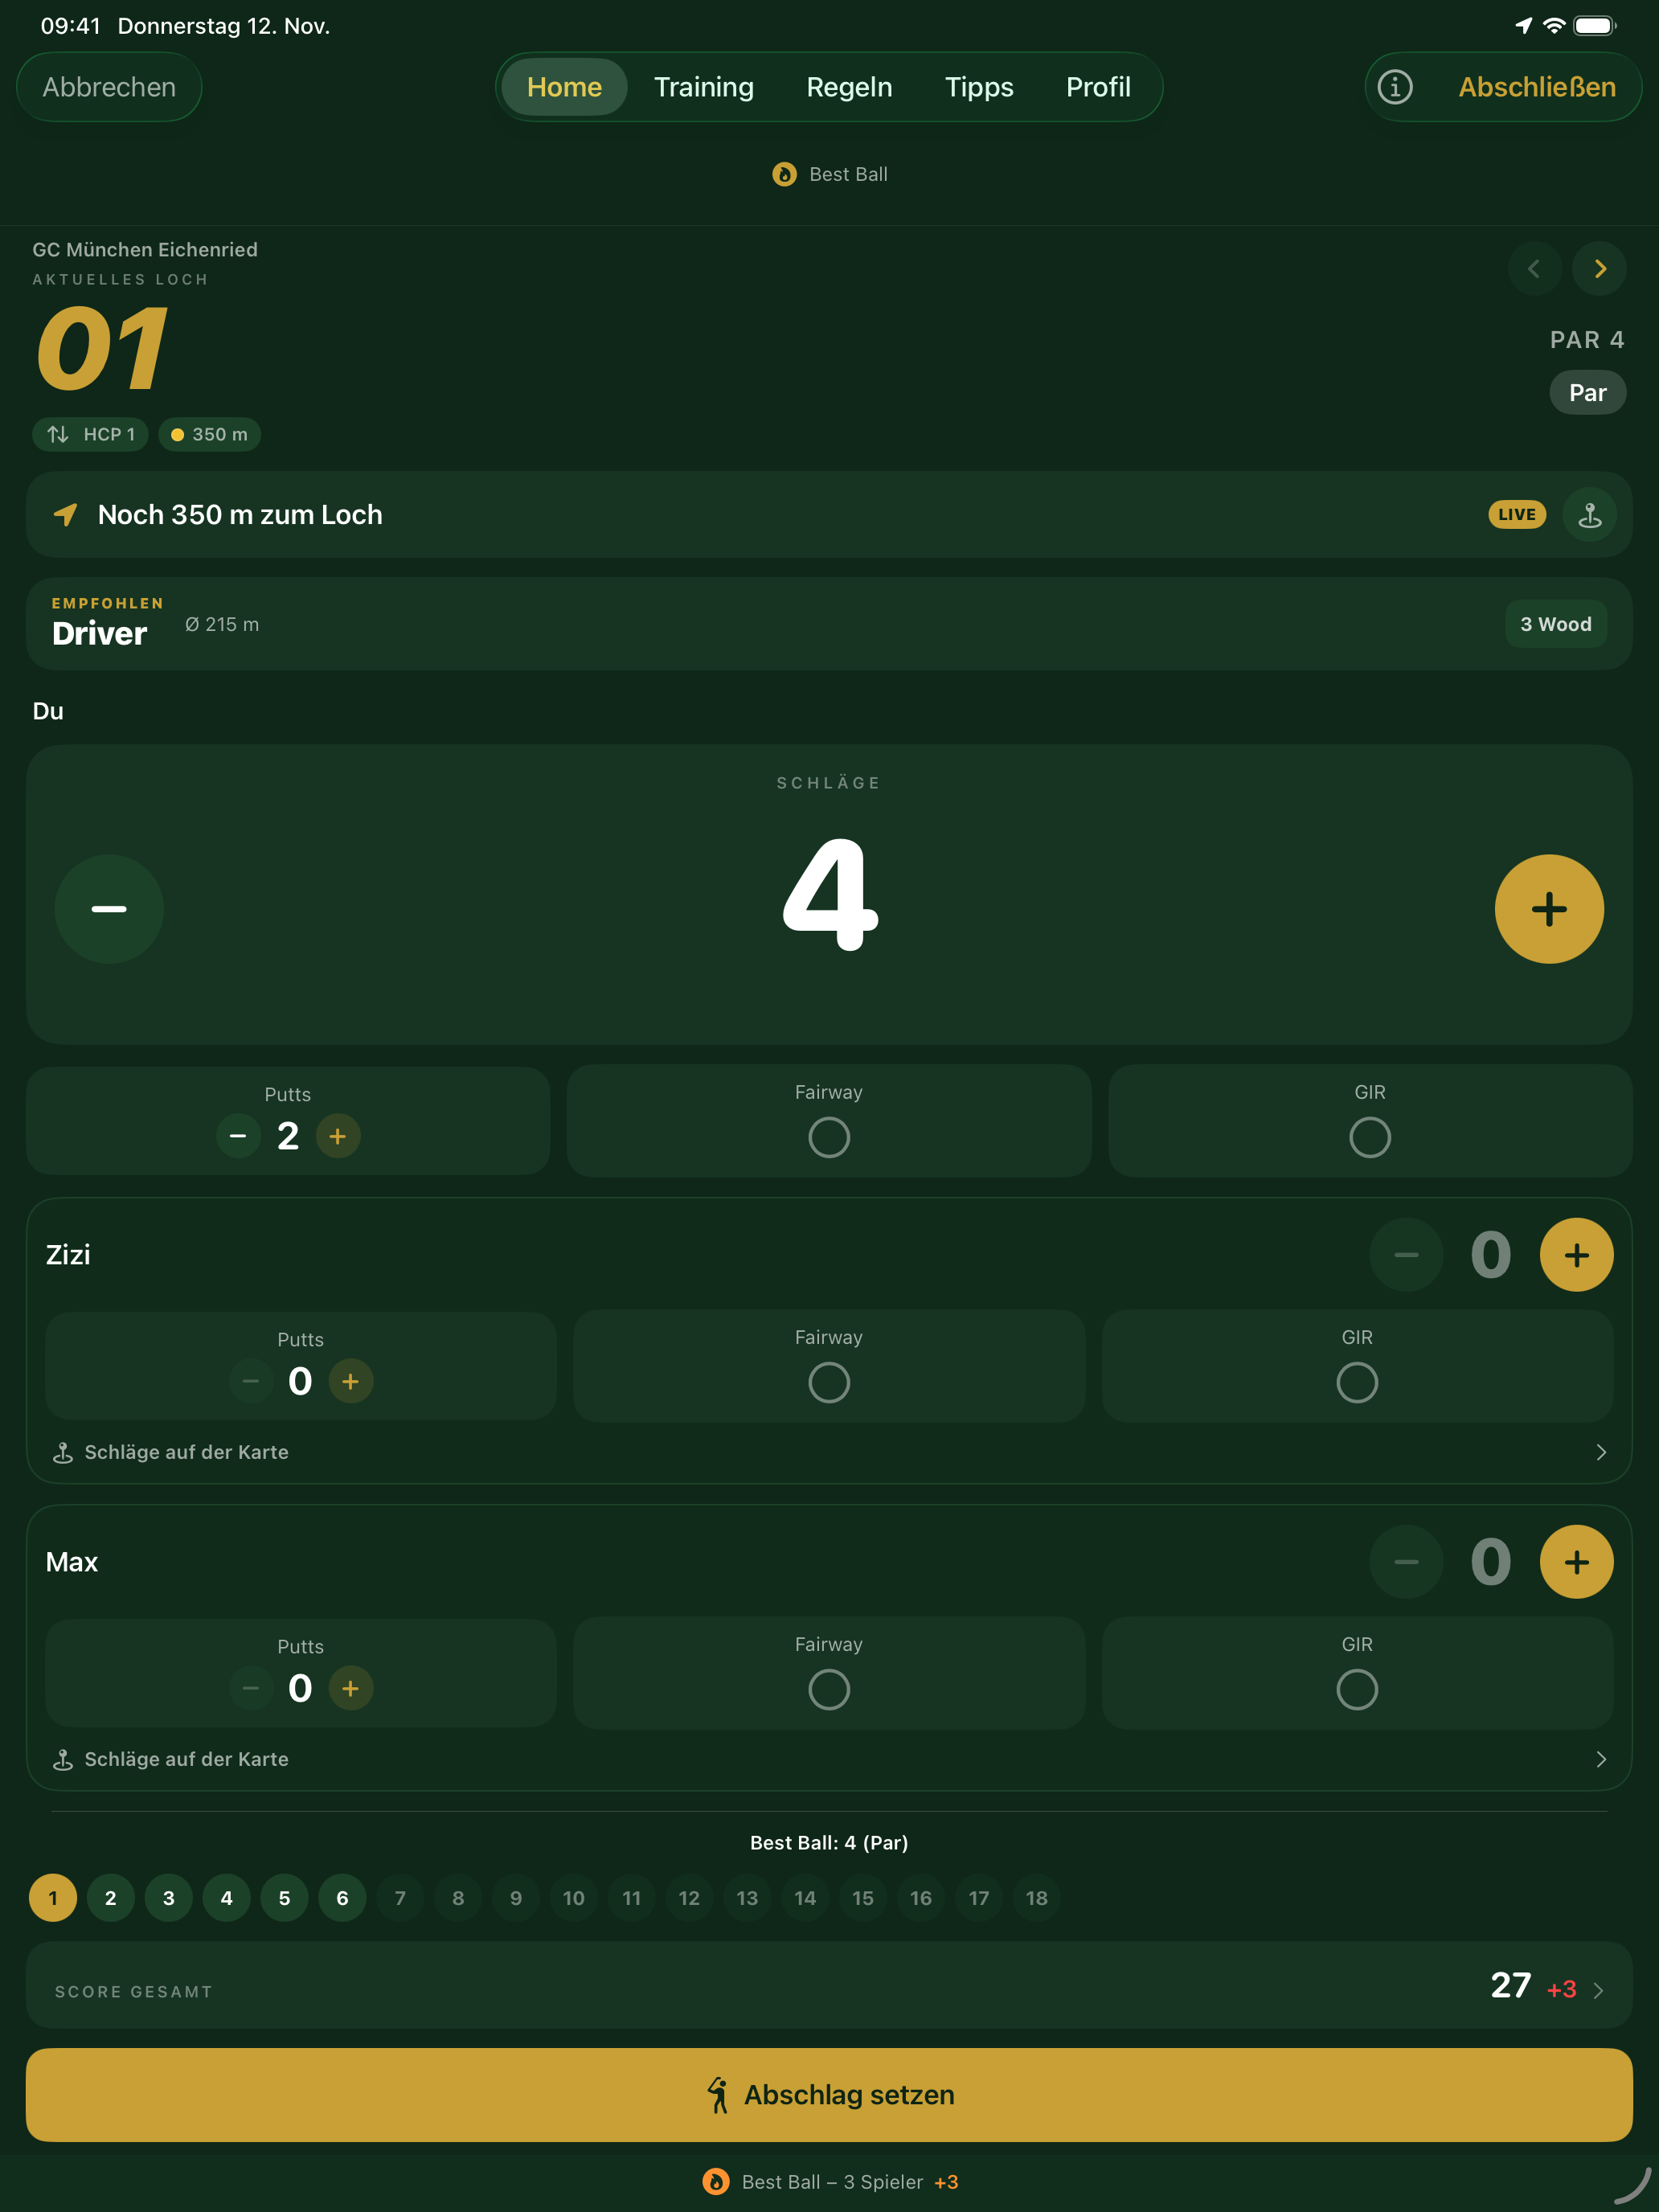 09:41 Donnerstag 12. Nov.
Abbrechen
Home Training Regeln Tipps Profil
Abschließen
Best Ball
GC München Eichenried
AKTUELLES LOCH
01
PAR 4
Par
HCP 1 350 m
Noch 350 m zum Loch
LIVE
EMPFOHLEN
Driver Ø 215 m
3 Wood
Du
SCHLÄGE
− 4 +
Putts
− 2 +
Fairway
GIR
Zizi
− 0 +
Putts
− 0 +
Fairway
GIR
Schläge auf der Karte
Max
− 0 +
Putts
− 0 +
Fairway
GIR
Schläge auf der Karte
Best Ball: 4 (Par)
1 2 3 4 5 6 7 8 9 10 11 12 13 14 15 16 17 18
SCORE GESAMT
27 +3
Abschlag setzen
Best Ball – 3 Spieler +3